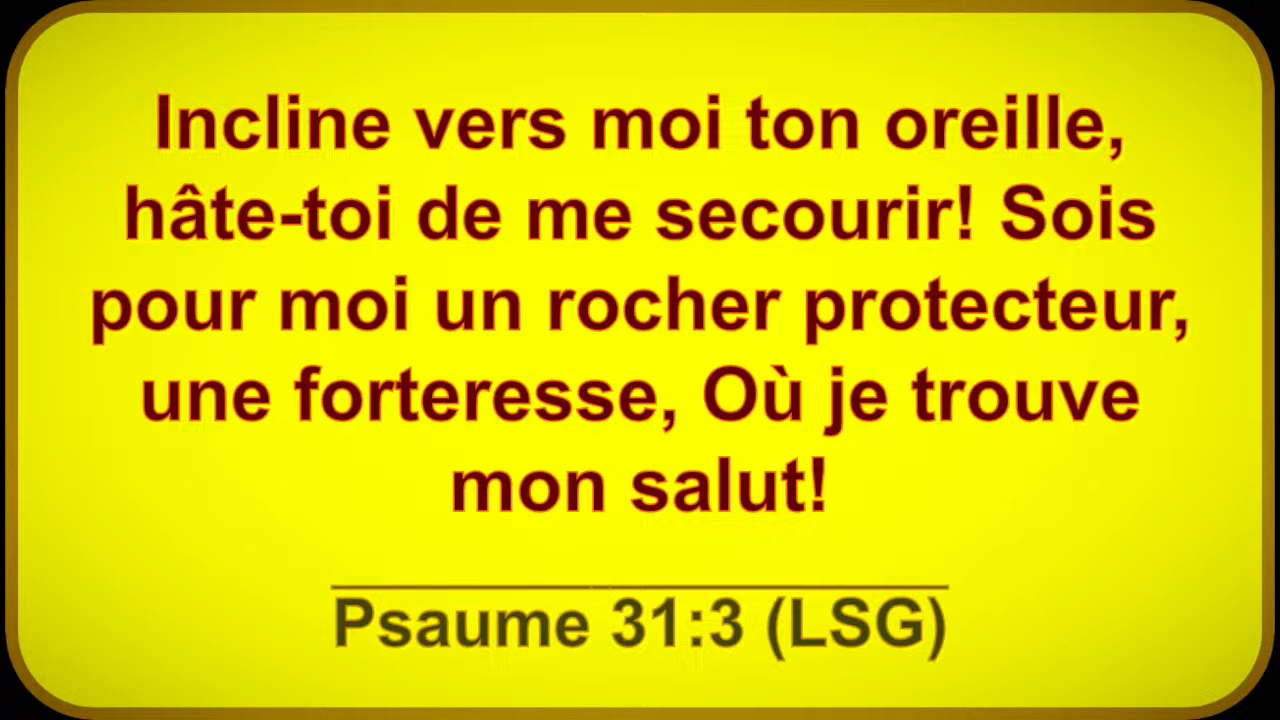 Incline vers moi ton oreille,
hâte-toi de me secourir! Sois
pour moi un rocher protecteur,
une forteresse, Où je trouve
mon salut!
Psaume 31:3 (LSG)